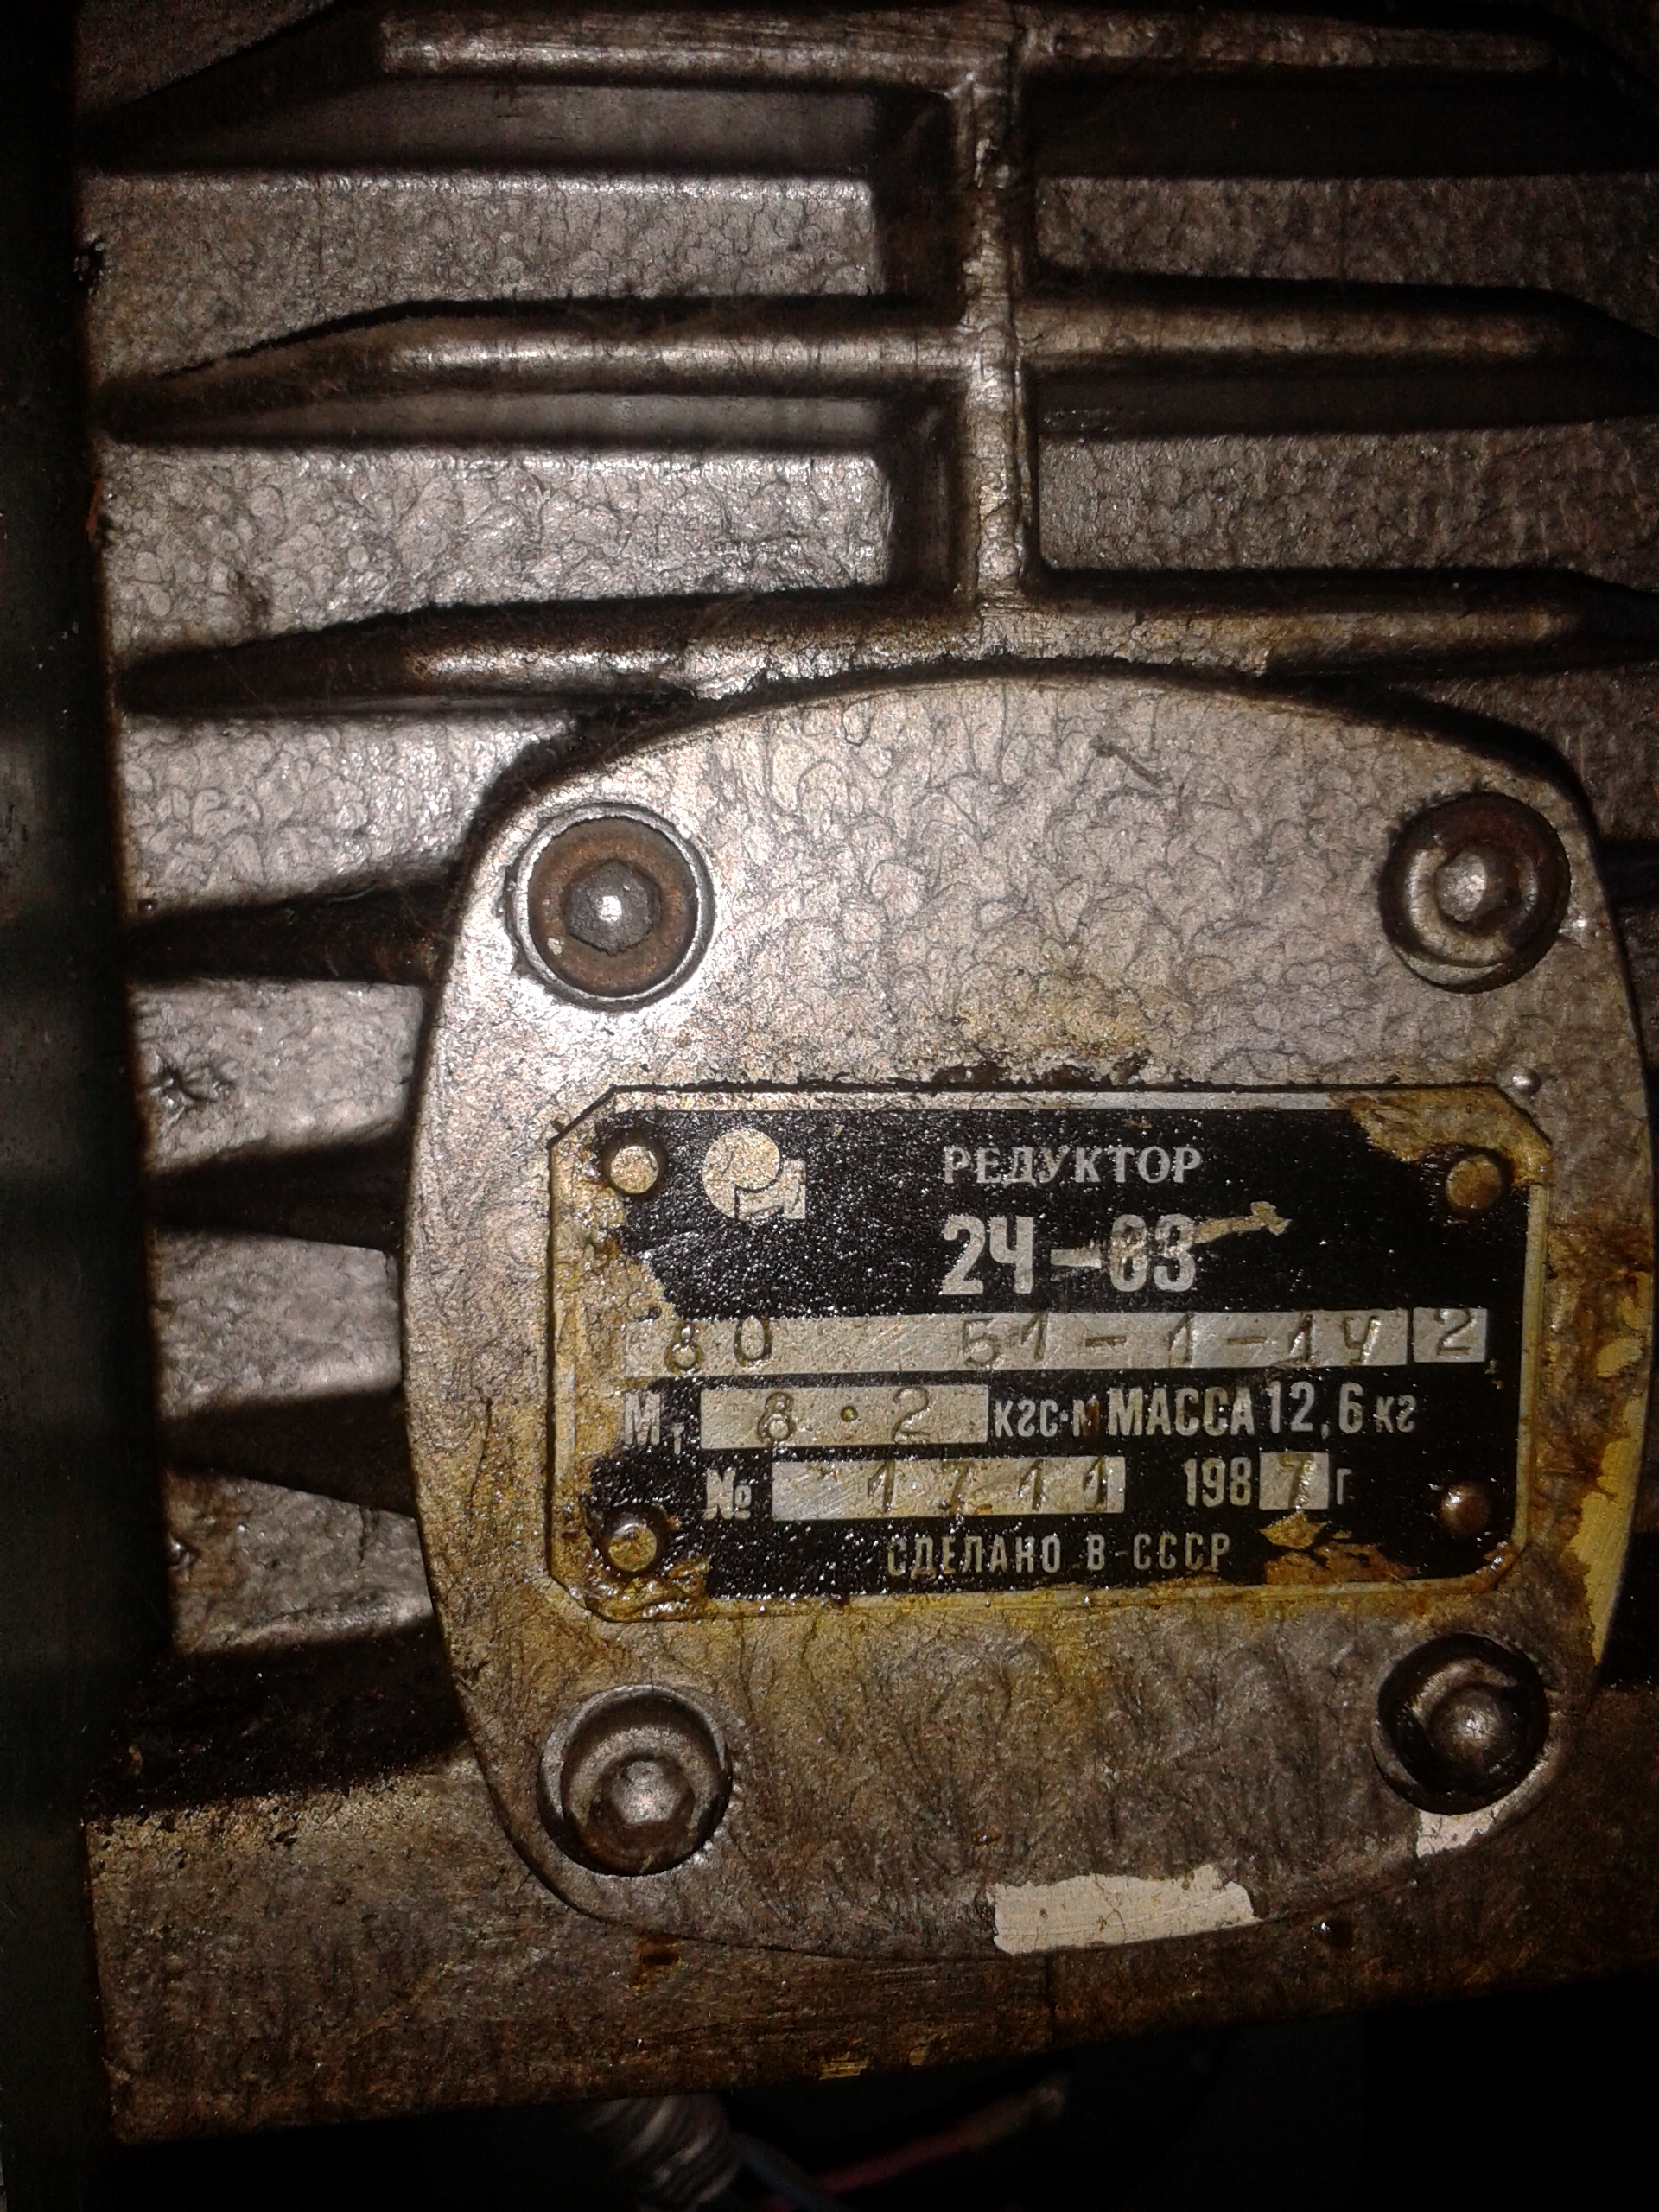 РЕДУКТОР
2Ч-63
80 51-1-1У 2
Мт 8.2 кгс·м МАССА 12,6 кг
№ 1711 1987 г
СДЕЛАНО В СССР